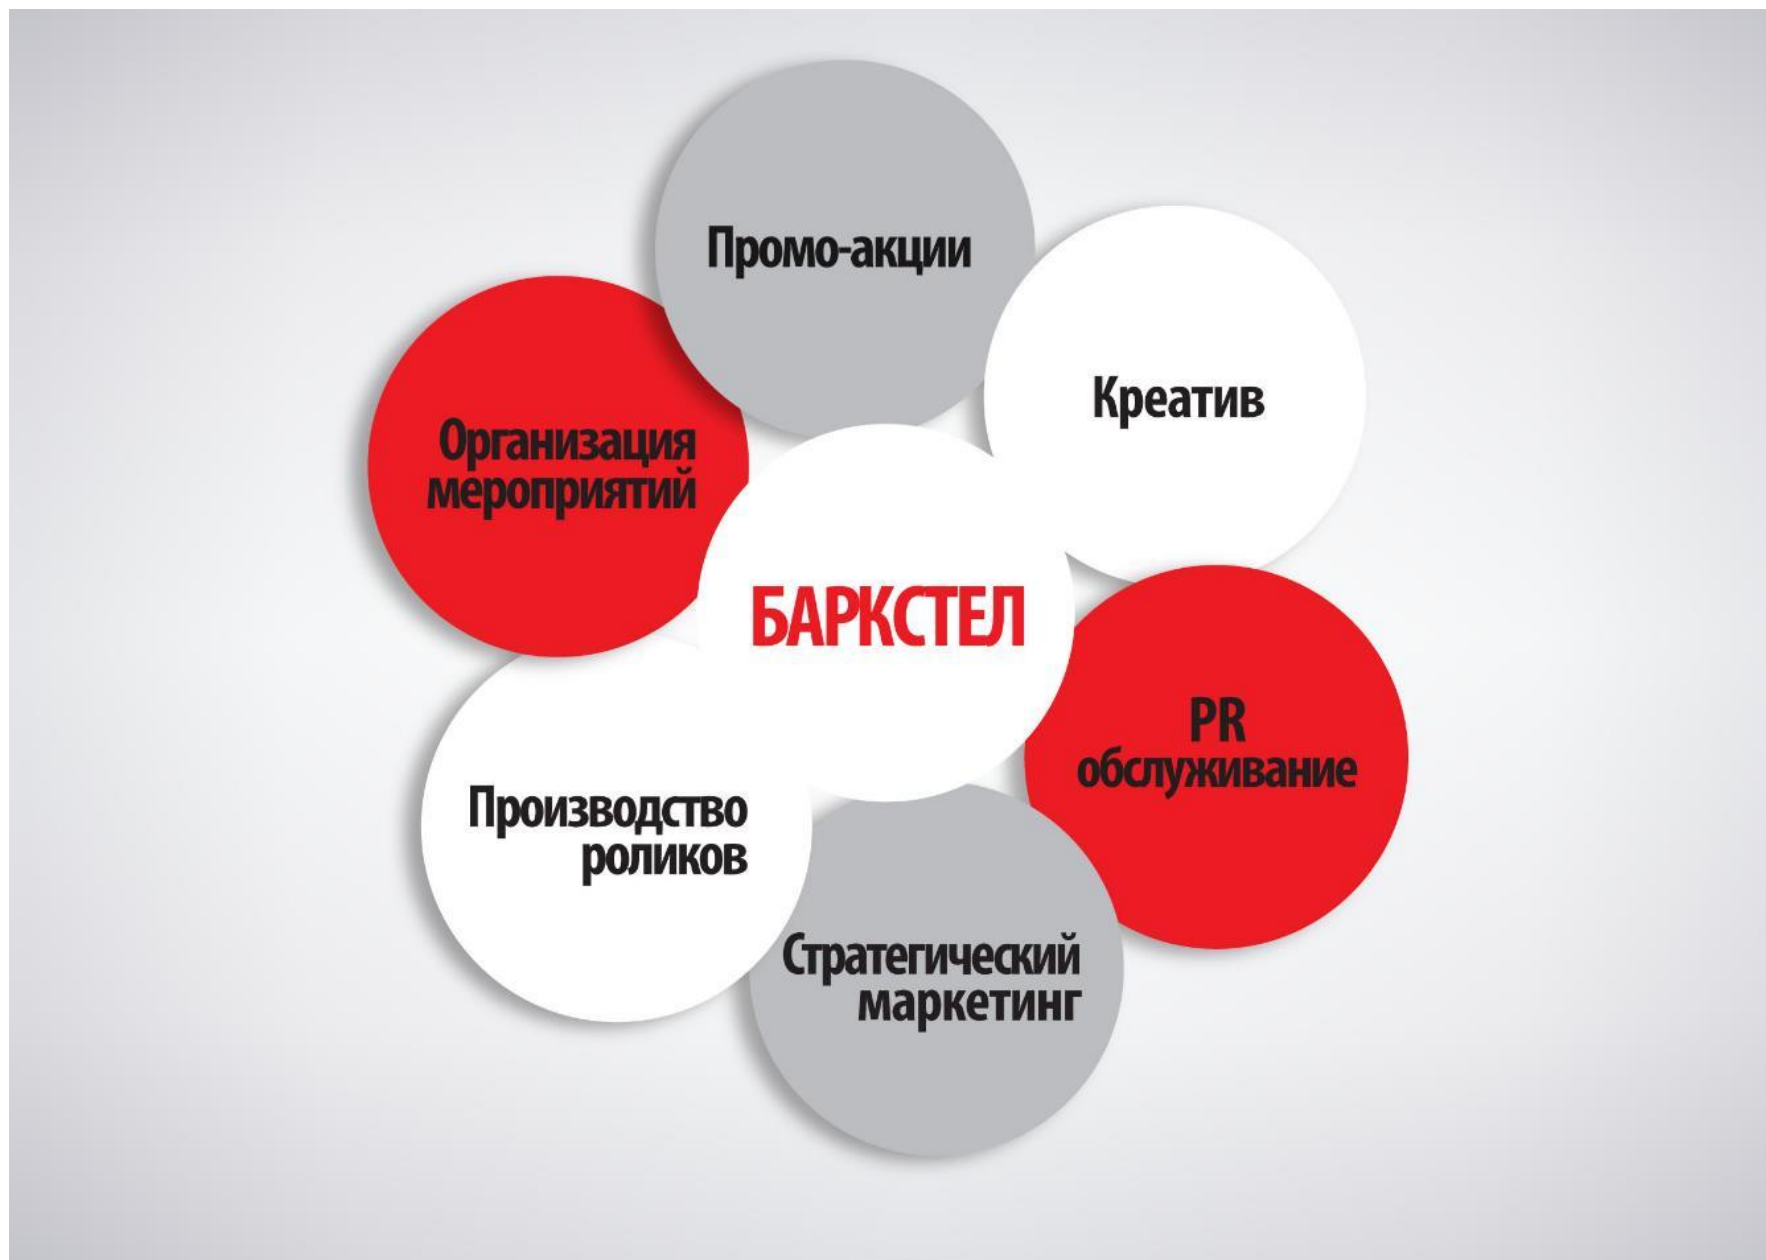 Промо-акции
Креатив
Организация
мероприятий
БАРКСТЕЛ
PR
обслуживание
Производство
роликов
Стратегический
маркетинг